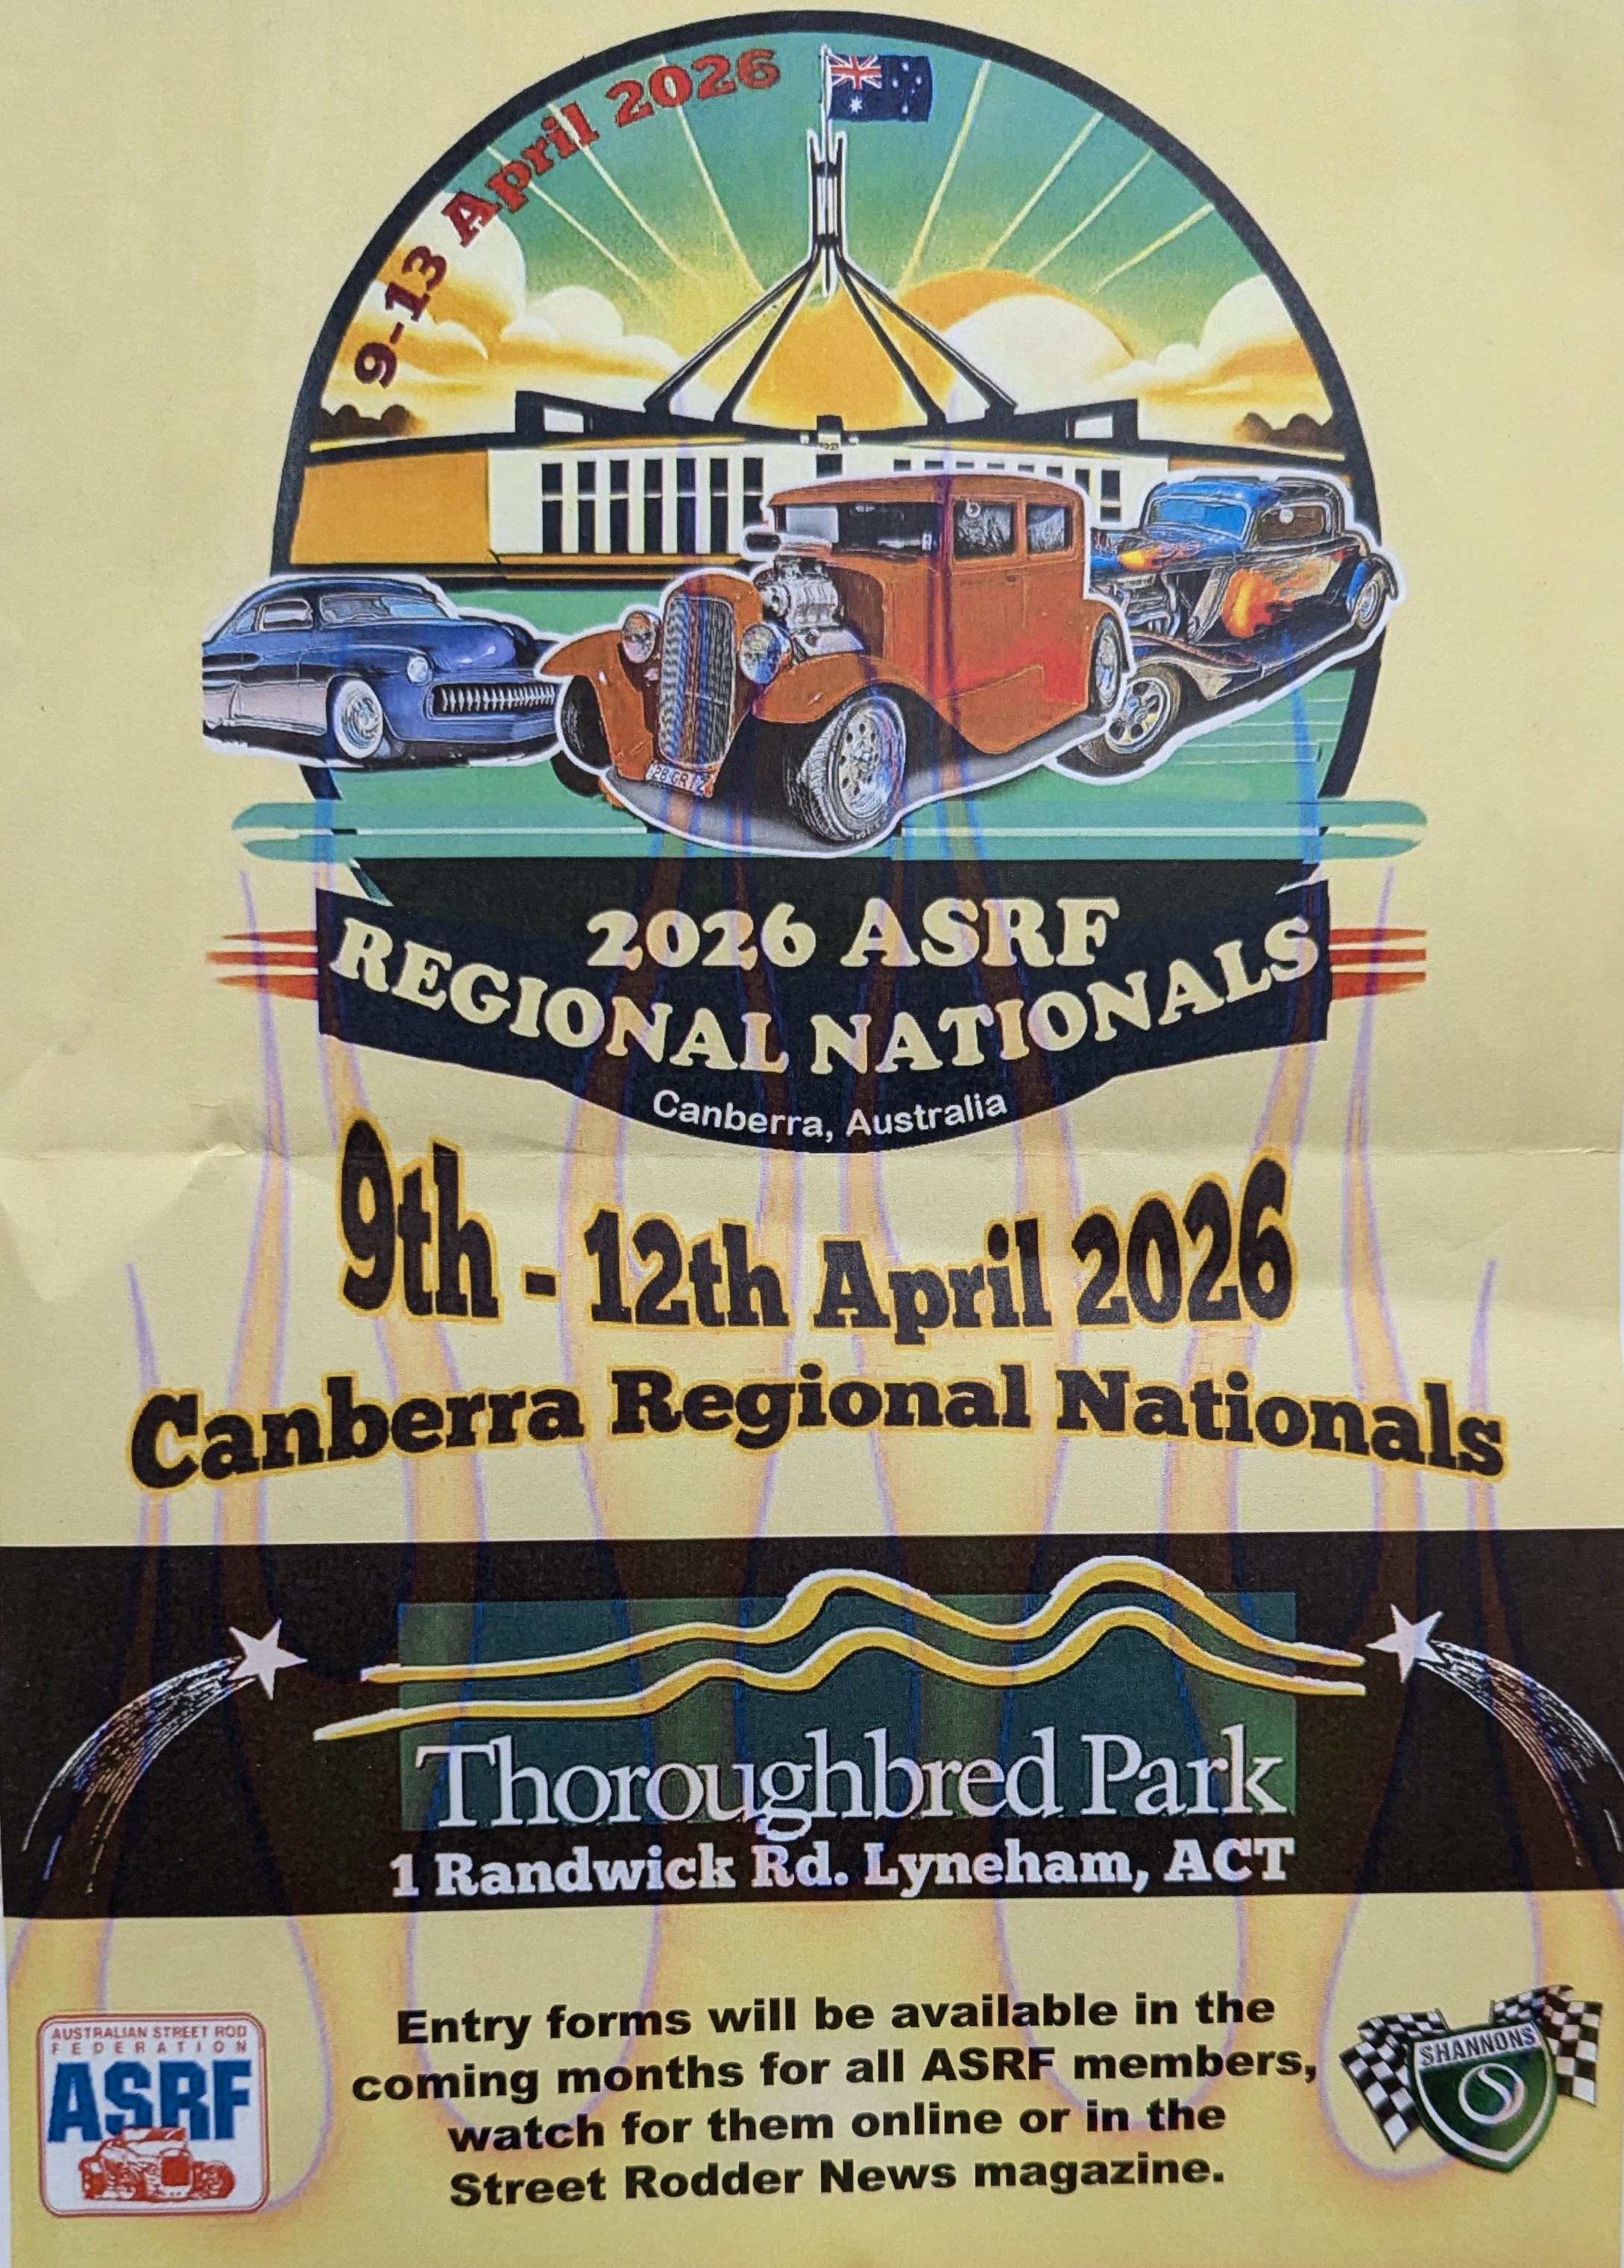 9-13 April 2026
2026 ASRF
REGIONAL NATIONALS
Canberra, Australia
9th - 12th April 2026
Canberra Regional Nationals
Thoroughbred Park
1 Randwick Rd. Lyneham, ACT
Entry forms will be available in the
coming months for all ASRF members,
watch for them online or in the
Street Rodder News magazine.
AUSTRALIAN STREET ROD
FEDERATION
ASRF
SHANNONS
S